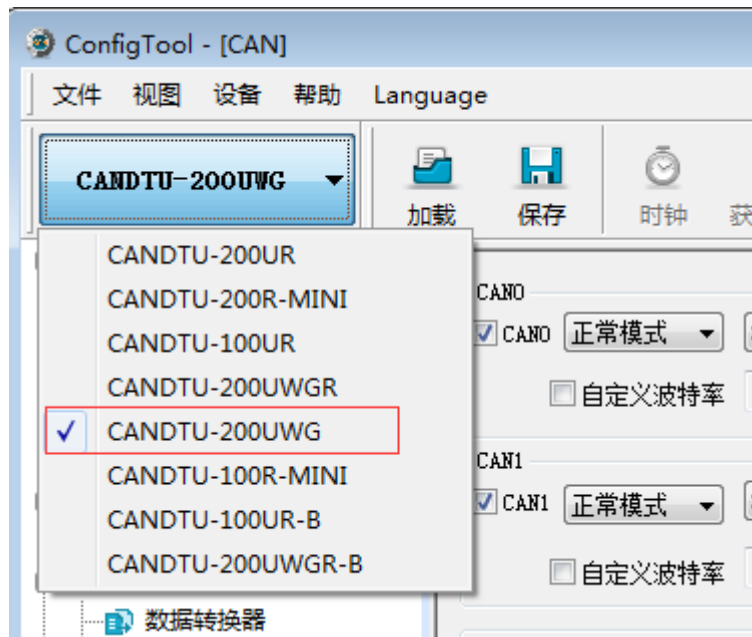 ConfigTool - [CAN]
文件 视图 设备 帮助 Language
CANDTU-200UWG
加载 保存 时钟 获
CANDTU-200UR
CANDTU-200R-MINI
CANDTU-100UR
CANDTU-200UWGR
CANDTU-200UWG
CANDTU-100R-MINI
CANDTU-100UR-B
CANDTU-200UWGR-B
CAN0
CAN0 正常模式
自定义波特率
CAN1
CAN1 正常模式
自定义波特率
数据转换器